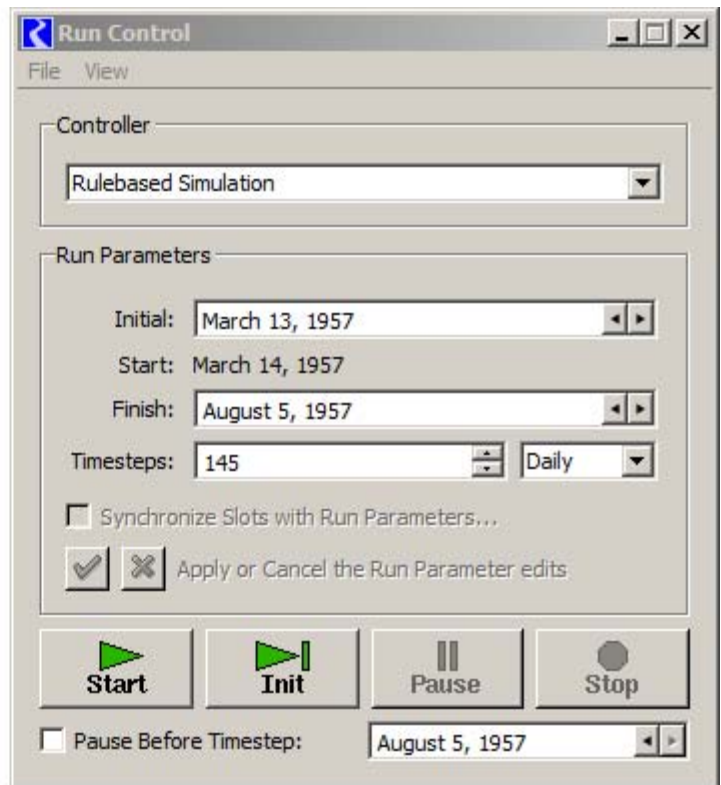 Run Control
File View
Controller
Rulebased Simulation
Run Parameters
Initial: March 13, 1957
Start: March 14, 1957
Finish: August 5, 1957
Timesteps: 145 Daily
Synchronize Slots with Run Parameters...
Apply or Cancel the Run Parameter edits
Start Init Pause Stop
Pause Before Timestep: August 5, 1957